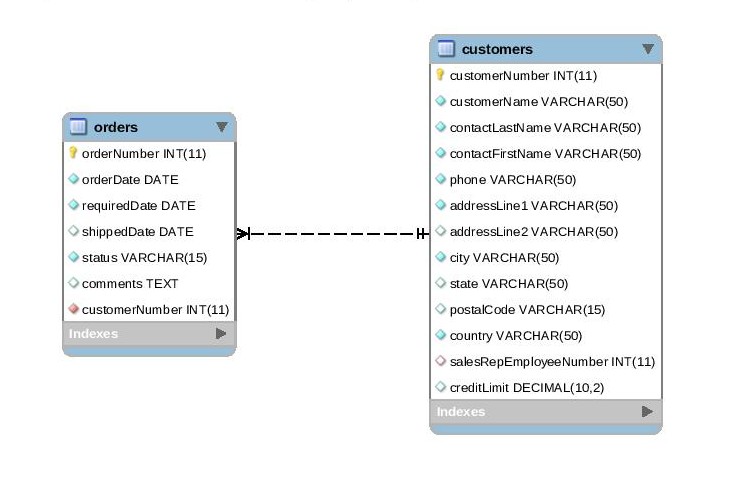 orders
orderNumber INT(11)
orderDate DATE
requiredDate DATE
shippedDate DATE
status VARCHAR(15)
comments TEXT
customerNumber INT(11)
Indexes
customers
customerNumber INT(11)
customerName VARCHAR(50)
contactLastName VARCHAR(50)
contactFirstName VARCHAR(50)
phone VARCHAR(50)
addressLine1 VARCHAR(50)
addressLine2 VARCHAR(50)
city VARCHAR(50)
state VARCHAR(50)
postalCode VARCHAR(15)
country VARCHAR(50)
salesRepEmployeeNumber INT(11)
creditLimit DECIMAL(10,2)
Indexes